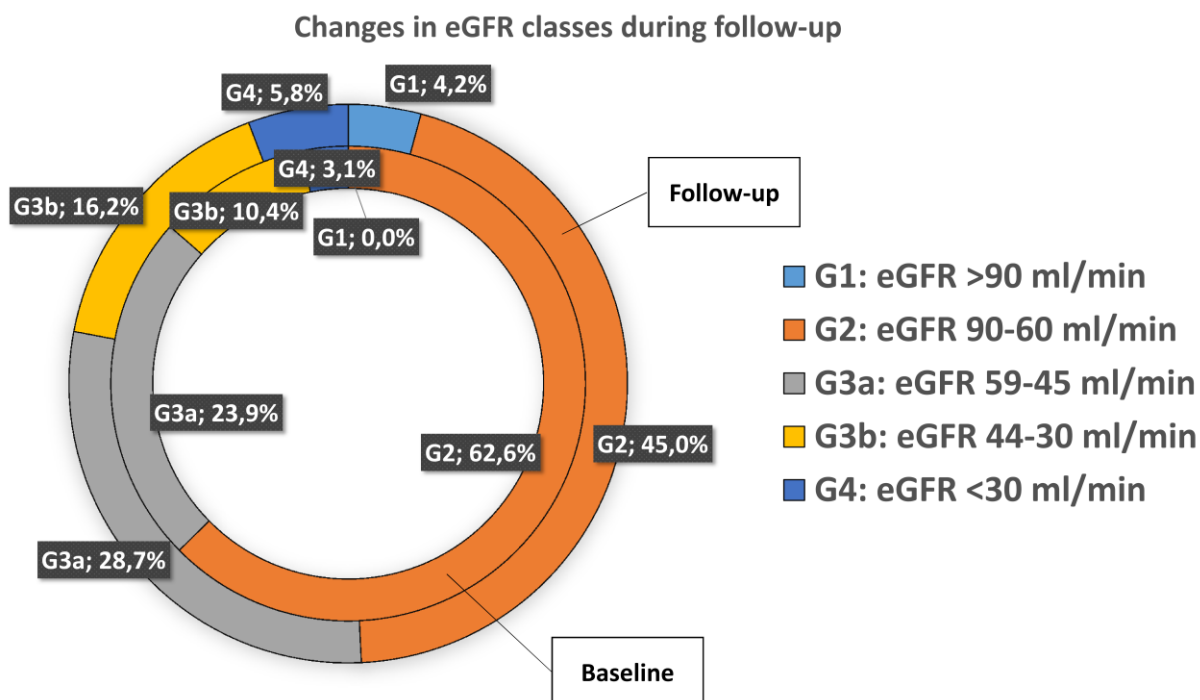 Changes in eGFR classes during follow-up
G4; 5,8%
G1; 4,2%
G4; 3,1%
G3b; 16,2%
G3b; 10,4%
G1; 0,0%
Follow-up
G1: eGFR >90 ml/min
G2: eGFR 90-60 ml/min
G3a: eGFR 59-45 ml/min
G3b: eGFR 44-30 ml/min
G4: eGFR <30 ml/min
G3a; 23,9%
G2; 62,6%
G2; 45,0%
G3a; 28,7%
Baseline